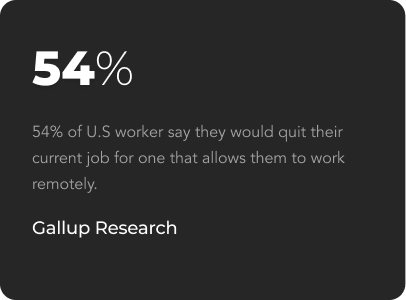 54%
54% of U.S worker say they would quit their
current job for one that allows them to work
remotely.
Gallup Research